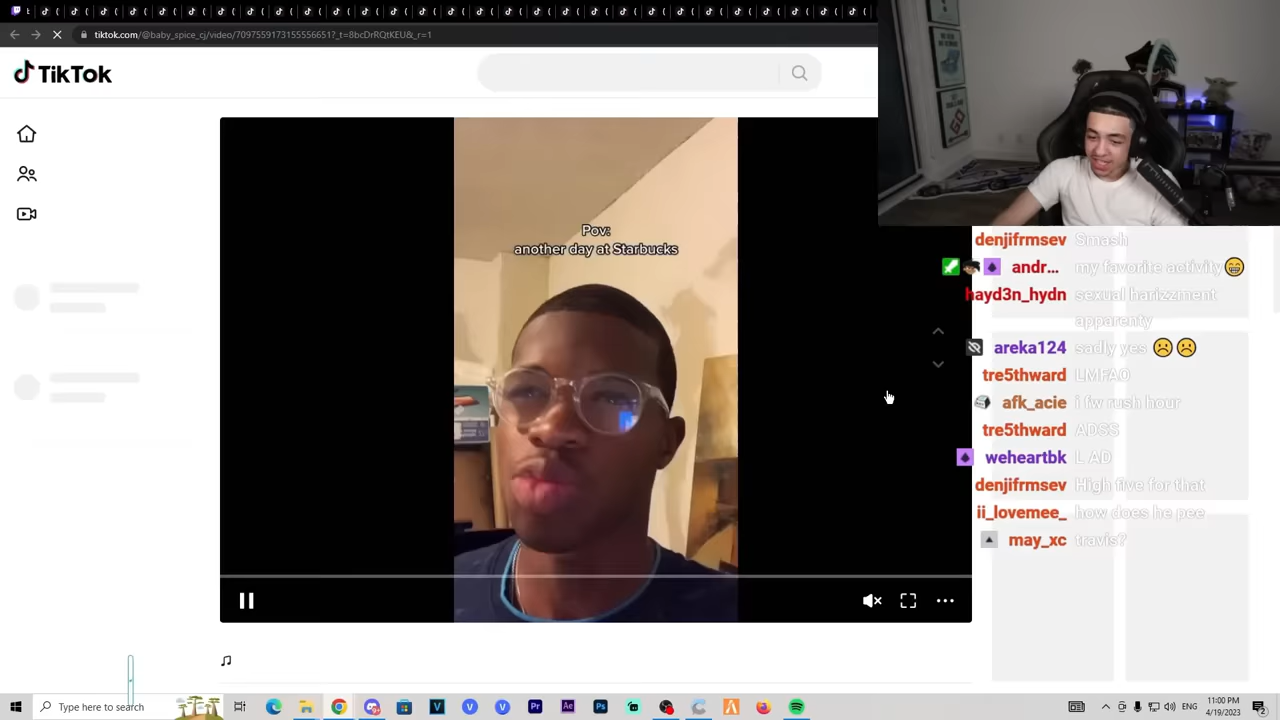 tiktok.com/@baby_spice_cj/video/7097559173155556651?_t=8bcDrRQtKEU&_r=1
TikTok
Pov:
another day at Starbucks
denjifrmsev Smash
andr... my favorite activity
hayd3n_hydn sexual harizzment
apparenty
areka124 sadly yes
tre5thward LMFAO
afk_acie i fw rush hour
tre5thward ADSS
weheartbk L AD
denjifrmsev High five for that
ii_lovemee_ how does he pee
may_xc travis?
Type here to search
ENG
11:00 PM
4/19/2023